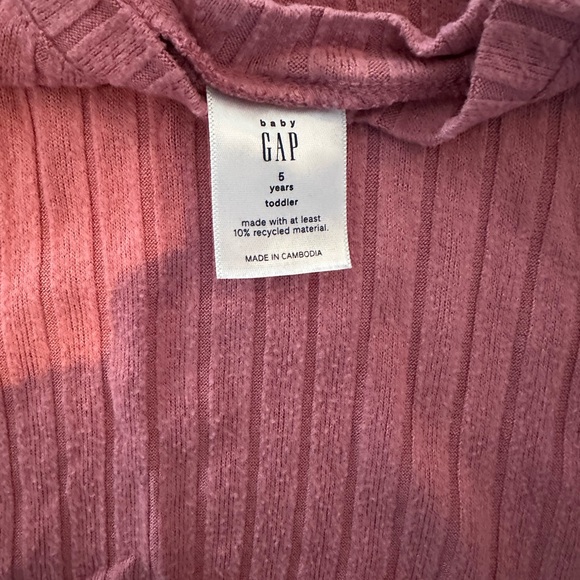 baby
GAP
5
years
toddler
made with at least
10% recycled material.
MADE IN CAMBODIA